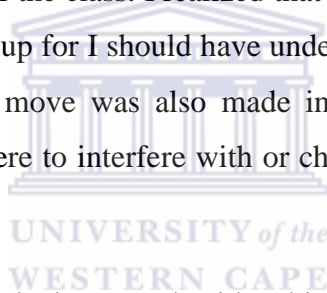 the class. I realized that
up for I should have unde
move was also made in
ere to interfere with or ch
UNIVERSITY of the
WESTERN CAPE